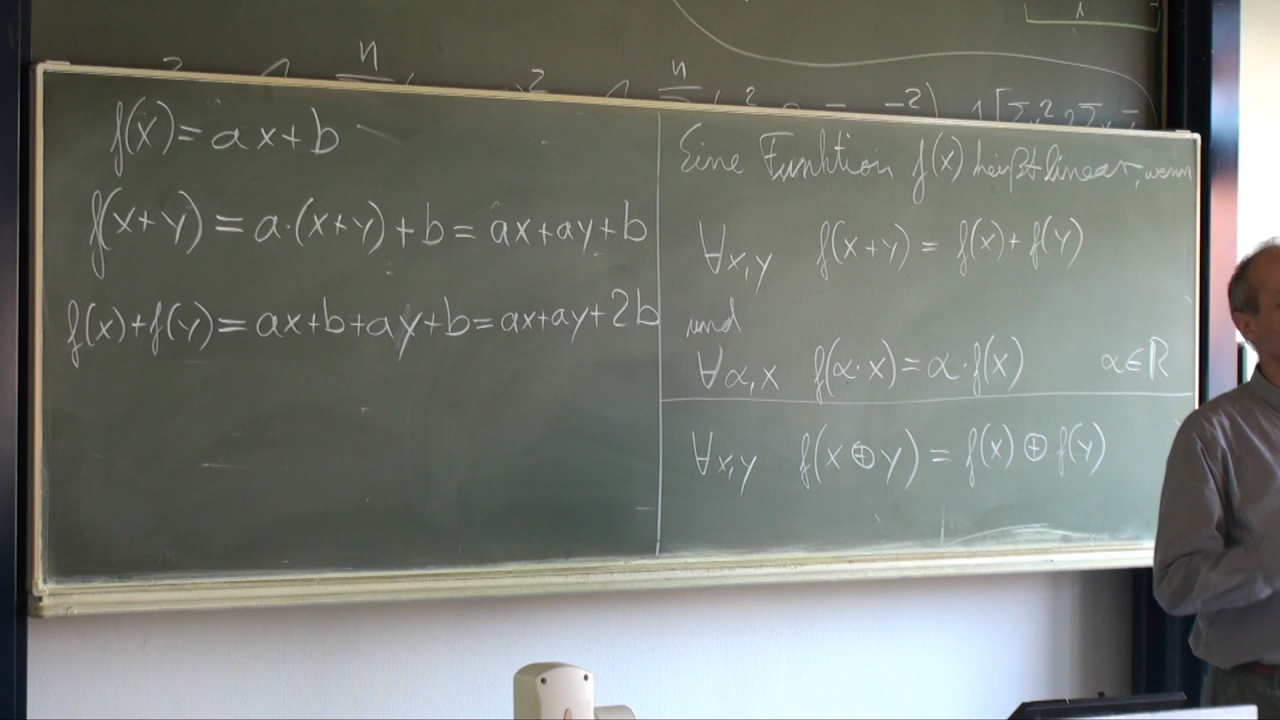 f(x) = ax+b
f(x+y) = a·(x+y)+b = ax+ay+b
f(x)+f(y) = ax+b+ay+b = ax+ay+2b
Eine Funktion f(x) heißt linear, wenn
∀x,y f(x+y) = f(x)+f(y)
und
∀α,x f(α·x) = α·f(x) α∈ℝ
∀x,y f(x⊕y) = f(x)⊕f(y)